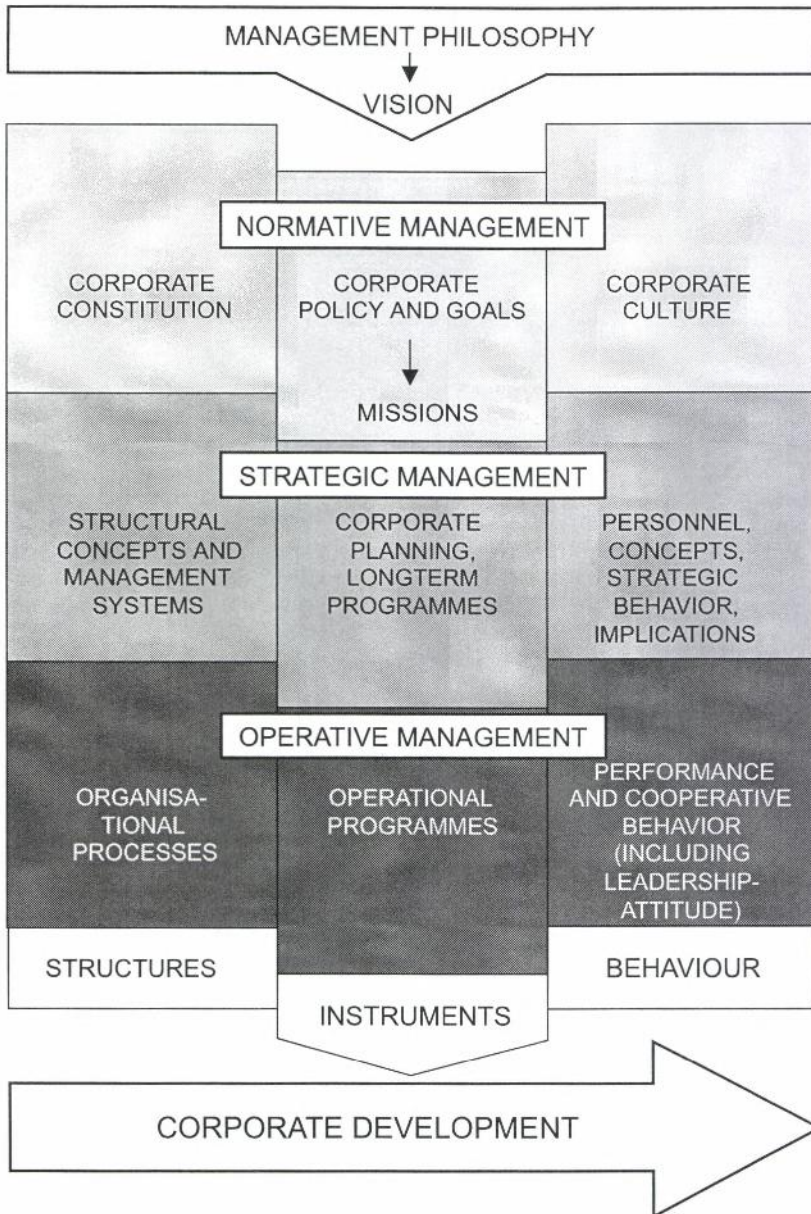 MANAGEMENT PHILOSOPHY
VISION
NORMATIVE MANAGEMENT
CORPORATE
CONSTITUTION
CORPORATE
POLICY AND GOALS
CORPORATE
CULTURE
MISSIONS
STRATEGIC MANAGEMENT
STRUCTURAL
CONCEPTS AND
MANAGEMENT
SYSTEMS
CORPORATE
PLANNING,
LONGTERM
PROGRAMMES
PERSONNEL,
CONCEPTS,
STRATEGIC
BEHAVIOR,
IMPLICATIONS
OPERATIVE MANAGEMENT
ORGANISA-
TIONAL
PROCESSES
OPERATIONAL
PROGRAMMES
PERFORMANCE
AND COOPERATIVE
BEHAVIOR
(INCLUDING
LEADERSHIP-
ATTITUDE)
STRUCTURES
INSTRUMENTS
BEHAVIOUR
CORPORATE DEVELOPMENT